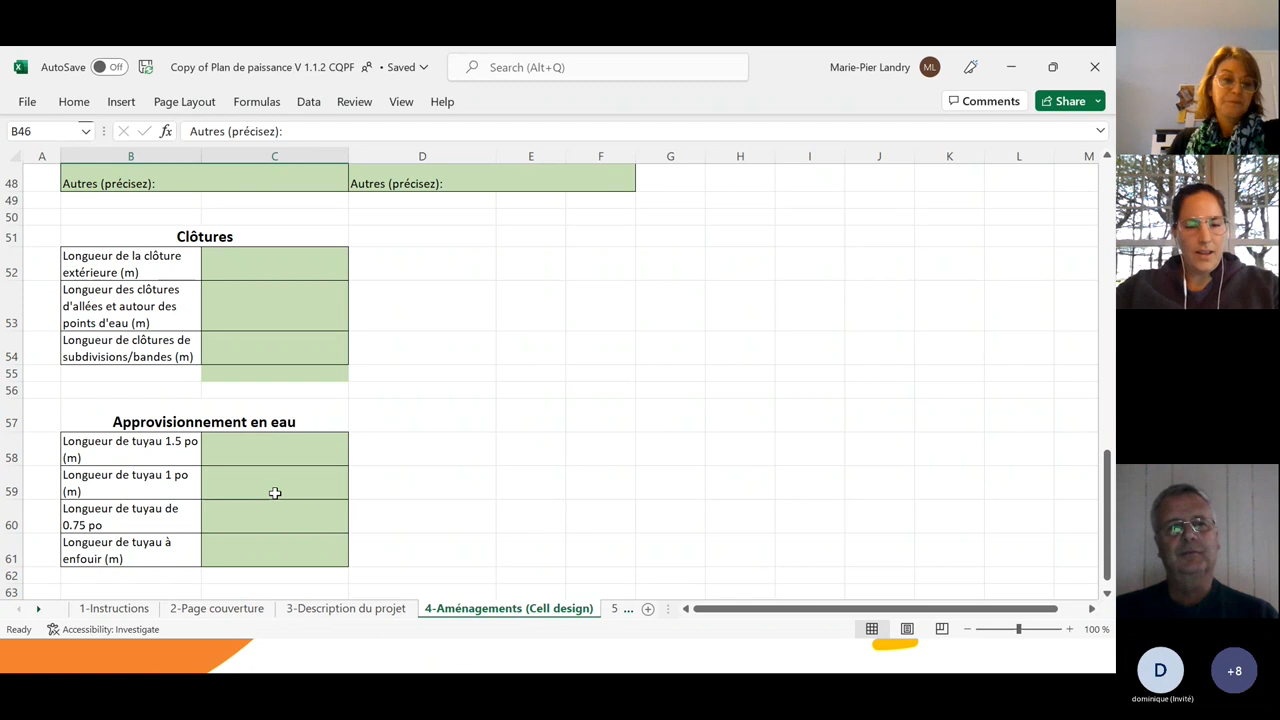 AutoSave Off Copy of Plan de paissance V 1.1.2 CQPF • Saved Search (Alt+Q) Marie-Pier Landry ML
File Home Insert Page Layout Formulas Data Review View Help Comments Share
B46 fx Autres (précisez):
A B C D E F G H I J K L M
48 Autres (précisez): Autres (précisez):
49
50
51 Clôtures
Longueur de la clôture
52 extérieure (m)
Longueur des clôtures
d'allées et autour des
53 points d'eau (m)
Longueur de clôtures de
54 subdivisions/bandes (m)
55
56
57 Approvisionnement en eau
Longueur de tuyau 1.5 po
58 (m)
Longueur de tuyau 1 po
59 (m)
Longueur de tuyau de
60 0.75 po
Longueur de tuyau à
61 enfouir (m)
62
63
1-Instructions 2-Page couverture 3-Description du projet 4-Aménagements (Cell design) 5 ...
Ready Accessibility: Investigate 100 %
D +8
dominique (Invité)